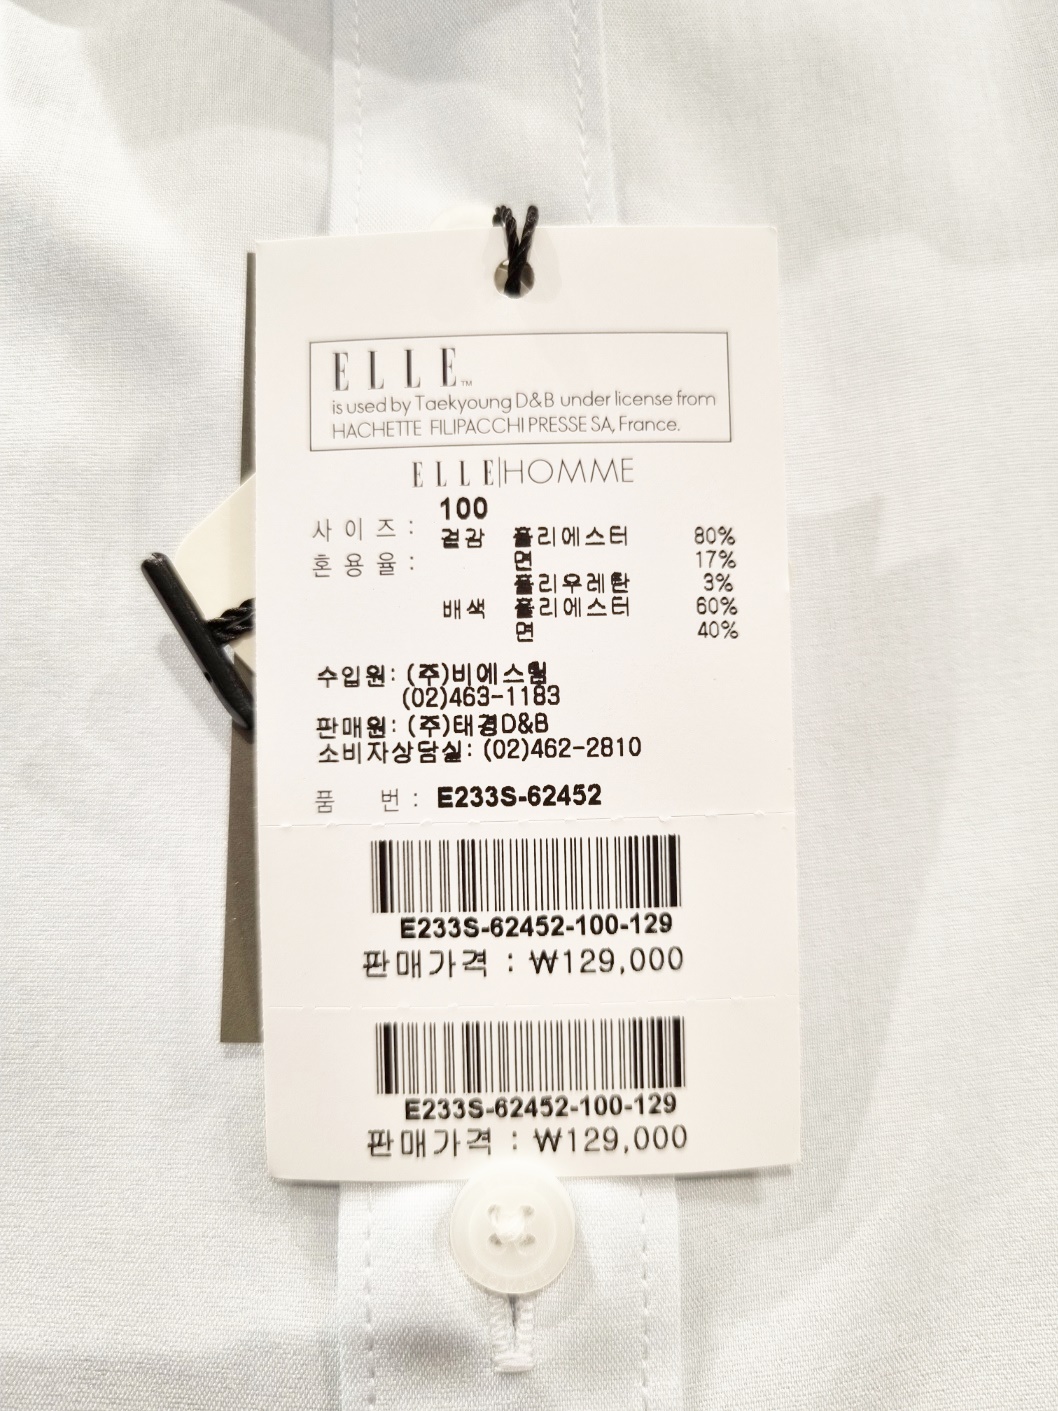 ELLE™
is used by Taekyoung D&B under license from
HACHETTE FILIPACCHI PRESSE SA, France.
ELLE|HOMME
사이즈: 100
혼용율: 겉감 폴리에스터 80%
면 17%
폴리우레탄 3%
배색 폴리에스터 60%
면 40%
수입원: (주)비에스팀
(02)463-1183
판매원: (주)태경D&B
소비자상담실: (02)462-2810
품 번: E233S-62452
E233S-62452-100-129
판매가격 : ₩129,000
E233S-62452-100-129
판매가격 : ₩129,000